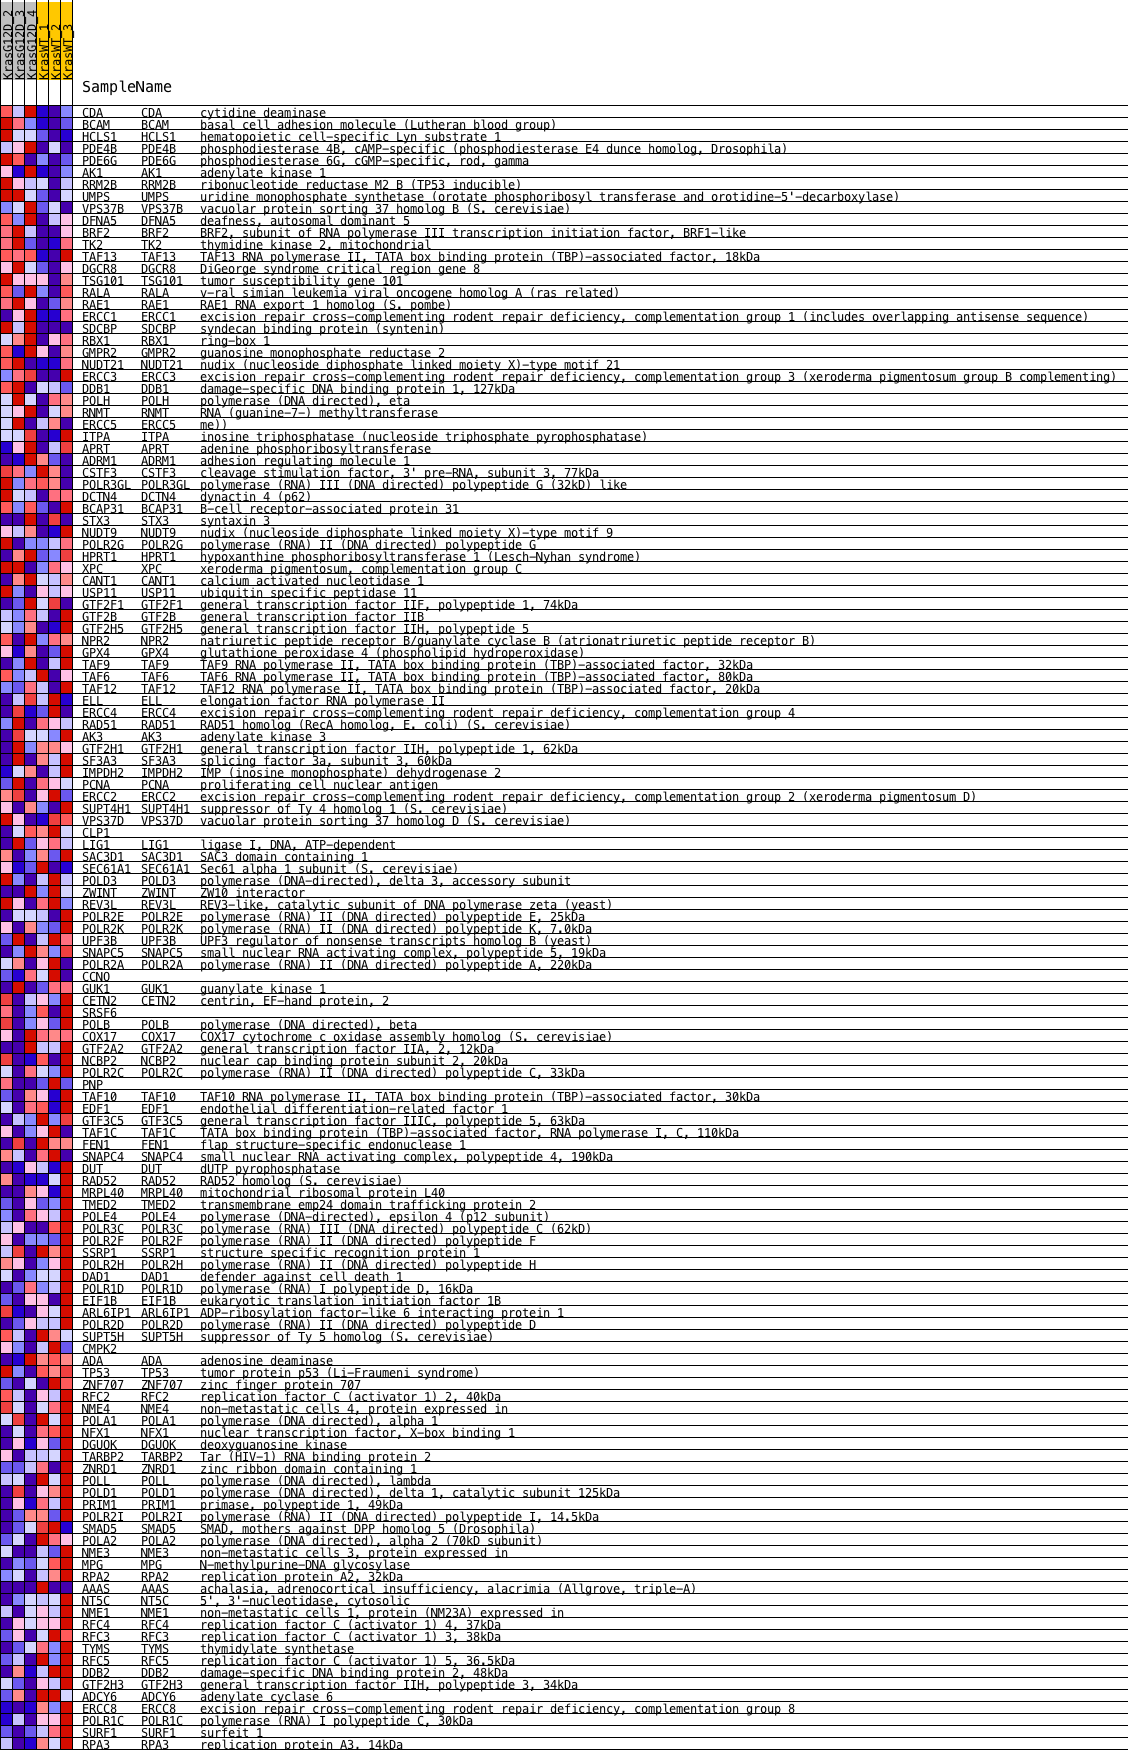 KrasG12D_2
KrasG12D_3
KrasG12D_4
KrasWT_1
KrasWT_2
KrasWT_3
SampleName
CDA CDA cytidine deaminase
BCAM BCAM basal cell adhesion molecule (Lutheran blood group)
HCLS1 HCLS1 hematopoietic cell-specific Lyn substrate 1
PDE4B PDE4B phosphodiesterase 4B, cAMP-specific (phosphodiesterase E4 dunce homolog, Drosophila)
PDE6G PDE6G phosphodiesterase 6G, cGMP-specific, rod, gamma
AK1 AK1 adenylate kinase 1
RRM2B RRM2B ribonucleotide reductase M2 B (TP53 inducible)
UMPS UMPS uridine monophosphate synthetase (orotate phosphoribosyl transferase and orotidine-5'-decarboxylase)
VPS37B VPS37B vacuolar protein sorting 37 homolog B (S. cerevisiae)
DFNA5 DFNA5 deafness, autosomal dominant 5
BRF2 BRF2 BRF2, subunit of RNA polymerase III transcription initiation factor, BRF1-like
TK2 TK2 thymidine kinase 2, mitochondrial
TAF13 TAF13 TAF13 RNA polymerase II, TATA box binding protein (TBP)-associated factor, 18kDa
DGCR8 DGCR8 DiGeorge syndrome critical region gene 8
TSG101 TSG101 tumor susceptibility gene 101
RALA RALA v-ral simian leukemia viral oncogene homolog A (ras related)
RAE1 RAE1 RAE1 RNA export 1 homolog (S. pombe)
ERCC1 ERCC1 excision repair cross-complementing rodent repair deficiency, complementation group 1 (includes overlapping antisense sequence)
SDCBP SDCBP syndecan binding protein (syntenin)
RBX1 RBX1 ring-box 1
GMPR2 GMPR2 guanosine monophosphate reductase 2
NUDT21 NUDT21 nudix (nucleoside diphosphate linked moiety X)-type motif 21
ERCC3 ERCC3 excision repair cross-complementing rodent repair deficiency, complementation group 3 (xeroderma pigmentosum group B complementing)
DDB1 DDB1 damage-specific DNA binding protein 1, 127kDa
POLH POLH polymerase (DNA directed), eta
RNMT RNMT RNA (guanine-7-) methyltransferase
ERCC5 ERCC5 me))
ITPA ITPA inosine triphosphatase (nucleoside triphosphate pyrophosphatase)
APRT APRT adenine phosphoribosyltransferase
ADRM1 ADRM1 adhesion regulating molecule 1
CSTF3 CSTF3 cleavage stimulation factor, 3' pre-RNA, subunit 3, 77kDa
POLR3GL POLR3GL polymerase (RNA) III (DNA directed) polypeptide G (32kD) like
DCTN4 DCTN4 dynactin 4 (p62)
BCAP31 BCAP31 B-cell receptor-associated protein 31
STX3 STX3 syntaxin 3
NUDT9 NUDT9 nudix (nucleoside diphosphate linked moiety X)-type motif 9
POLR2G POLR2G polymerase (RNA) II (DNA directed) polypeptide G
HPRT1 HPRT1 hypoxanthine phosphoribosyltransferase 1 (Lesch-Nyhan syndrome)
XPC XPC xeroderma pigmentosum, complementation group C
CANT1 CANT1 calcium activated nucleotidase 1
USP11 USP11 ubiquitin specific peptidase 11
GTF2F1 GTF2F1 general transcription factor IIF, polypeptide 1, 74kDa
GTF2B GTF2B general transcription factor IIB
GTF2H5 GTF2H5 general transcription factor IIH, polypeptide 5
NPR2 NPR2 natriuretic peptide receptor B/guanylate cyclase B (atrionatriuretic peptide receptor B)
GPX4 GPX4 glutathione peroxidase 4 (phospholipid hydroperoxidase)
TAF9 TAF9 TAF9 RNA polymerase II, TATA box binding protein (TBP)-associated factor, 32kDa
TAF6 TAF6 TAF6 RNA polymerase II, TATA box binding protein (TBP)-associated factor, 80kDa
TAF12 TAF12 TAF12 RNA polymerase II, TATA box binding protein (TBP)-associated factor, 20kDa
ELL ELL elongation factor RNA polymerase II
ERCC4 ERCC4 excision repair cross-complementing rodent repair deficiency, complementation group 4
RAD51 RAD51 RAD51 homolog (RecA homolog, E. coli) (S. cerevisiae)
AK3 AK3 adenylate kinase 3
GTF2H1 GTF2H1 general transcription factor IIH, polypeptide 1, 62kDa
SF3A3 SF3A3 splicing factor 3a, subunit 3, 60kDa
IMPDH2 IMPDH2 IMP (inosine monophosphate) dehydrogenase 2
PCNA PCNA proliferating cell nuclear antigen
ERCC2 ERCC2 excision repair cross-complementing rodent repair deficiency, complementation group 2 (xeroderma pigmentosum D)
SUPT4H1 SUPT4H1 suppressor of Ty 4 homolog 1 (S. cerevisiae)
VPS37D VPS37D vacuolar protein sorting 37 homolog D (S. cerevisiae)
CLP1
LIG1 LIG1 ligase I, DNA, ATP-dependent
SAC3D1 SAC3D1 SAC3 domain containing 1
SEC61A1 SEC61A1 Sec61 alpha 1 subunit (S. cerevisiae)
POLD3 POLD3 polymerase (DNA-directed), delta 3, accessory subunit
ZWINT ZWINT ZW10 interactor
REV3L REV3L REV3-like, catalytic subunit of DNA polymerase zeta (yeast)
POLR2E POLR2E polymerase (RNA) II (DNA directed) polypeptide E, 25kDa
POLR2K POLR2K polymerase (RNA) II (DNA directed) polypeptide K, 7.0kDa
UPF3B UPF3B UPF3 regulator of nonsense transcripts homolog B (yeast)
SNAPC5 SNAPC5 small nuclear RNA activating complex, polypeptide 5, 19kDa
POLR2A POLR2A polymerase (RNA) II (DNA directed) polypeptide A, 220kDa
CCNO
GUK1 GUK1 guanylate kinase 1
CETN2 CETN2 centrin, EF-hand protein, 2
SRSF6
POLB POLB polymerase (DNA directed), beta
COX17 COX17 COX17 cytochrome c oxidase assembly homolog (S. cerevisiae)
GTF2A2 GTF2A2 general transcription factor IIA, 2, 12kDa
NCBP2 NCBP2 nuclear cap binding protein subunit 2, 20kDa
POLR2C POLR2C polymerase (RNA) II (DNA directed) polypeptide C, 33kDa
PNP
TAF10 TAF10 TAF10 RNA polymerase II, TATA box binding protein (TBP)-associated factor, 30kDa
EDF1 EDF1 endothelial differentiation-related factor 1
GTF3C5 GTF3C5 general transcription factor IIIC, polypeptide 5, 63kDa
TAF1C TAF1C TATA box binding protein (TBP)-associated factor, RNA polymerase I, C, 110kDa
FEN1 FEN1 flap structure-specific endonuclease 1
SNAPC4 SNAPC4 small nuclear RNA activating complex, polypeptide 4, 190kDa
DUT DUT dUTP pyrophosphatase
RAD52 RAD52 RAD52 homolog (S. cerevisiae)
MRPL40 MRPL40 mitochondrial ribosomal protein L40
TMED2 TMED2 transmembrane emp24 domain trafficking protein 2
POLE4 POLE4 polymerase (DNA-directed), epsilon 4 (p12 subunit)
POLR3C POLR3C polymerase (RNA) III (DNA directed) polypeptide C (62kD)
POLR2F POLR2F polymerase (RNA) II (DNA directed) polypeptide F
SSRP1 SSRP1 structure specific recognition protein 1
POLR2H POLR2H polymerase (RNA) II (DNA directed) polypeptide H
DAD1 DAD1 defender against cell death 1
POLR1D POLR1D polymerase (RNA) I polypeptide D, 16kDa
EIF1B EIF1B eukaryotic translation initiation factor 1B
ARL6IP1 ARL6IP1 ADP-ribosylation factor-like 6 interacting protein 1
POLR2D POLR2D polymerase (RNA) II (DNA directed) polypeptide D
SUPT5H SUPT5H suppressor of Ty 5 homolog (S. cerevisiae)
CMPK2
ADA ADA adenosine deaminase
TP53 TP53 tumor protein p53 (Li-Fraumeni syndrome)
ZNF707 ZNF707 zinc finger protein 707
RFC2 RFC2 replication factor C (activator 1) 2, 40kDa
NME4 NME4 non-metastatic cells 4, protein expressed in
POLA1 POLA1 polymerase (DNA directed), alpha 1
NFX1 NFX1 nuclear transcription factor, X-box binding 1
DGUOK DGUOK deoxyguanosine kinase
TARBP2 TARBP2 Tar (HIV-1) RNA binding protein 2
ZNRD1 ZNRD1 zinc ribbon domain containing 1
POLL POLL polymerase (DNA directed), lambda
POLD1 POLD1 polymerase (DNA directed), delta 1, catalytic subunit 125kDa
PRIM1 PRIM1 primase, polypeptide 1, 49kDa
POLR2I POLR2I polymerase (RNA) II (DNA directed) polypeptide I, 14.5kDa
SMAD5 SMAD5 SMAD, mothers against DPP homolog 5 (Drosophila)
POLA2 POLA2 polymerase (DNA directed), alpha 2 (70kD subunit)
NME3 NME3 non-metastatic cells 3, protein expressed in
MPG MPG N-methylpurine-DNA glycosylase
RPA2 RPA2 replication protein A2, 32kDa
AAAS AAAS achalasia, adrenocortical insufficiency, alacrimia (Allgrove, triple-A)
NT5C NT5C 5', 3'-nucleotidase, cytosolic
NME1 NME1 non-metastatic cells 1, protein (NM23A) expressed in
RFC4 RFC4 replication factor C (activator 1) 4, 37kDa
RFC3 RFC3 replication factor C (activator 1) 3, 38kDa
TYMS TYMS thymidylate synthetase
RFC5 RFC5 replication factor C (activator 1) 5, 36.5kDa
DDB2 DDB2 damage-specific DNA binding protein 2, 48kDa
GTF2H3 GTF2H3 general transcription factor IIH, polypeptide 3, 34kDa
ADCY6 ADCY6 adenylate cyclase 6
ERCC8 ERCC8 excision repair cross-complementing rodent repair deficiency, complementation group 8
POLR1C POLR1C polymerase (RNA) I polypeptide C, 30kDa
SURF1 SURF1 surfeit 1
RPA3 RPA3 replication protein A3, 14kDa